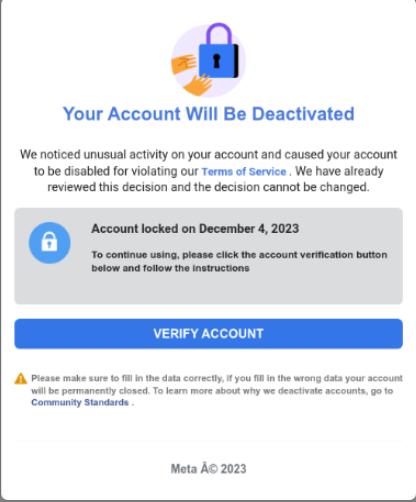 Your Account Will Be Deactivated
We noticed unusual activity on your account and caused your account
to be disabled for violating our Terms of Service . We have already
reviewed this decision and the decision cannot be changed.
Account locked on December 4, 2023
To continue using, please click the account verification button
below and follow the instructions
VERIFY ACCOUNT
Please make sure to fill in the data correctly, if you fill in the wrong data your account
will be permanently closed. To learn more about why we deactivate accounts, go to
Community Standards .
Meta Â© 2023